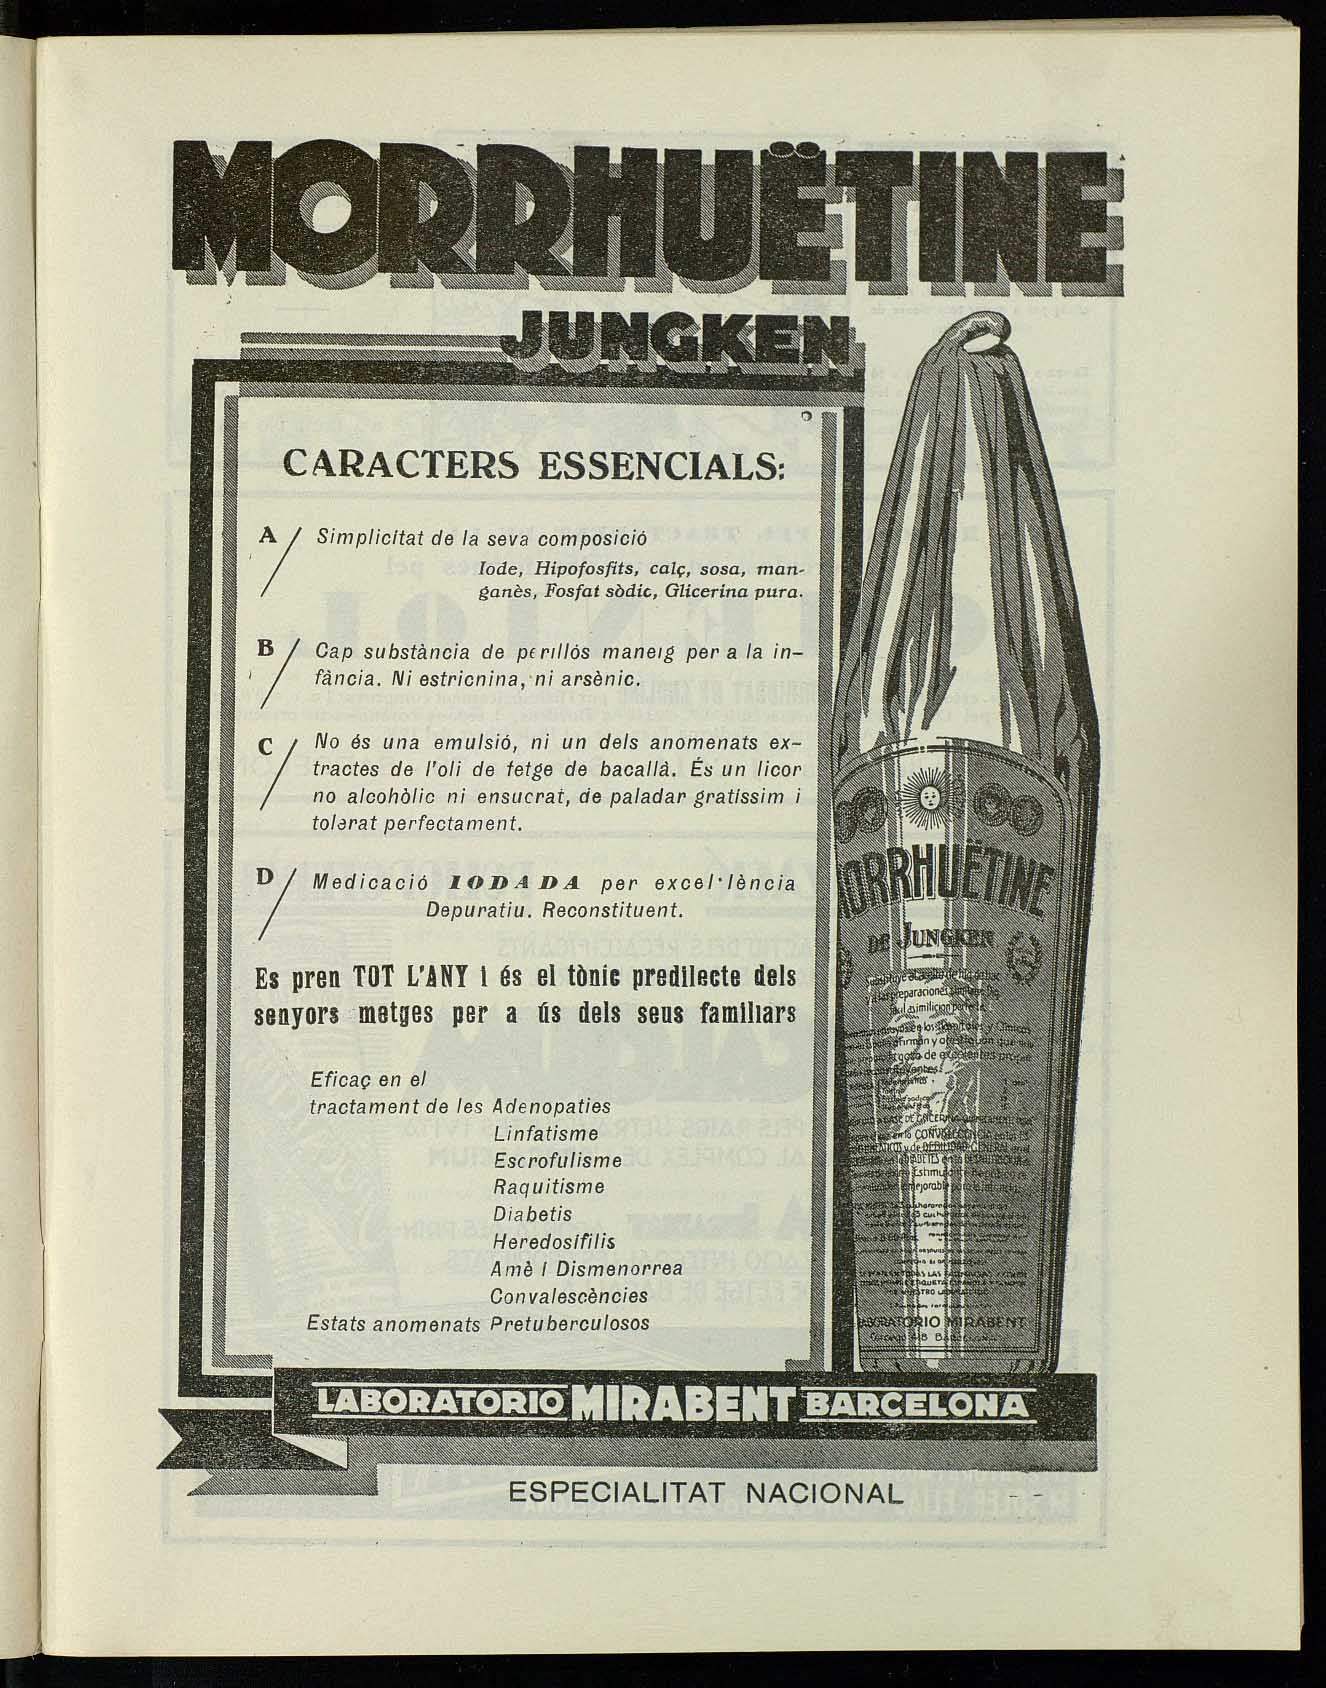 MORRHUËTINE
JUNGKEN
CARACTERS ESSENCIALS:
A/ Simplicitat de la seva composició
Iode, Hipofosfits, calç, sosa, man-
ganès, Fosfat sòdic, Glicerina pura.
B/ Cap substància de perillós maneig per a la in-
fància. Ni estricnina, ni arsènic.
C/ No és una emulsió, ni un dels anomenats ex-
tractes de l'oli de fetge de bacallà. És un licor
no alcohòlic ni ensucrat, de paladar gratíssim i
tolerat perfectament.
D/ Medicació IODADA per excel·lència
Depuratiu. Reconstituent.
Es pren TOT L'ANY i és el tònic predilecte dels
senyors metges per a ús dels seus familiars
Eficaç en el
tractament de les Adenopaties
Linfatisme
Escrofulisme
Raquitisme
Diabetis
Heredosífilis
Amè i Dismenorrea
Convalescències
Estats anomenats Pretuberculosos
MORRHUËTINE
DE JUNGKEN
LABORATORIO MIRABENT
LABORATORIO MIRABENT BARCELONA
ESPECIALITAT NACIONAL